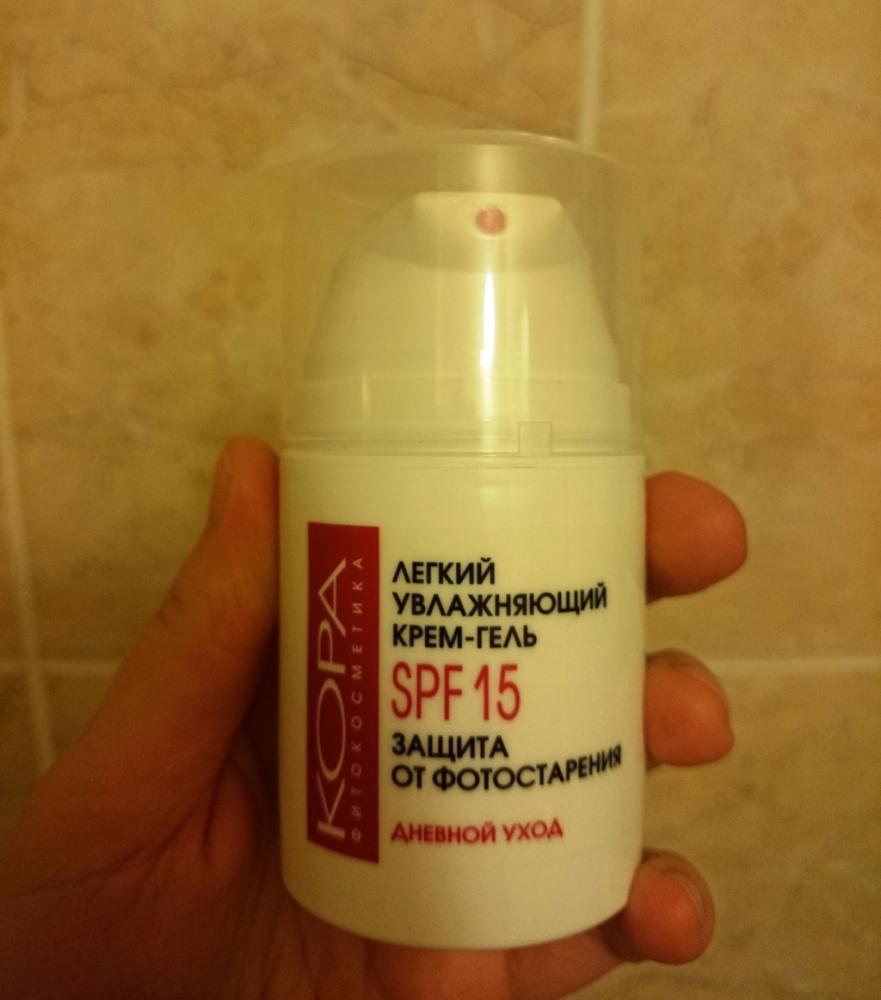 КОРА
ФИТОКОСМЕТИКА
ЛЕГКИЙ
УВЛАЖНЯЮЩИЙ
КРЕМ-ГЕЛЬ
SPF 15
ЗАЩИТА
ОТ ФОТОСТАРЕНИЯ
ДНЕВНОЙ УХОД